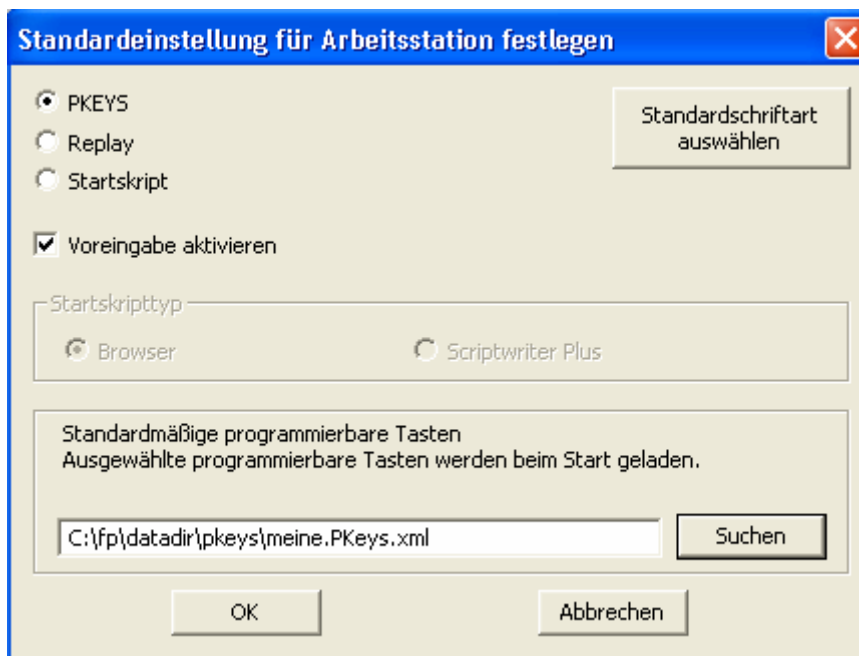 Standardeinstellung für Arbeitsstation festlegen
PKEYS
Replay
Startskript
Standardschriftart
auswählen
Voreingabe aktivieren
Startskripttyp
Browser
Scriptwriter Plus
Standardmäßige programmierbare Tasten
Ausgewählte programmierbare Tasten werden beim Start geladen.
C:\fp\datadir\pkeys\meine.PKeys.xml
Suchen
OK
Abbrechen